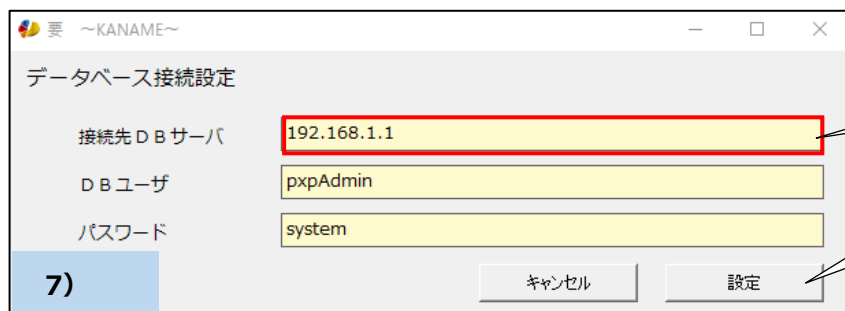 要 ～KANAME～
データベース接続設定
接続先ＤＢサーバ 192.168.1.1
ＤＢユーザ pxpAdmin
パスワード system
7） キャンセル 設定